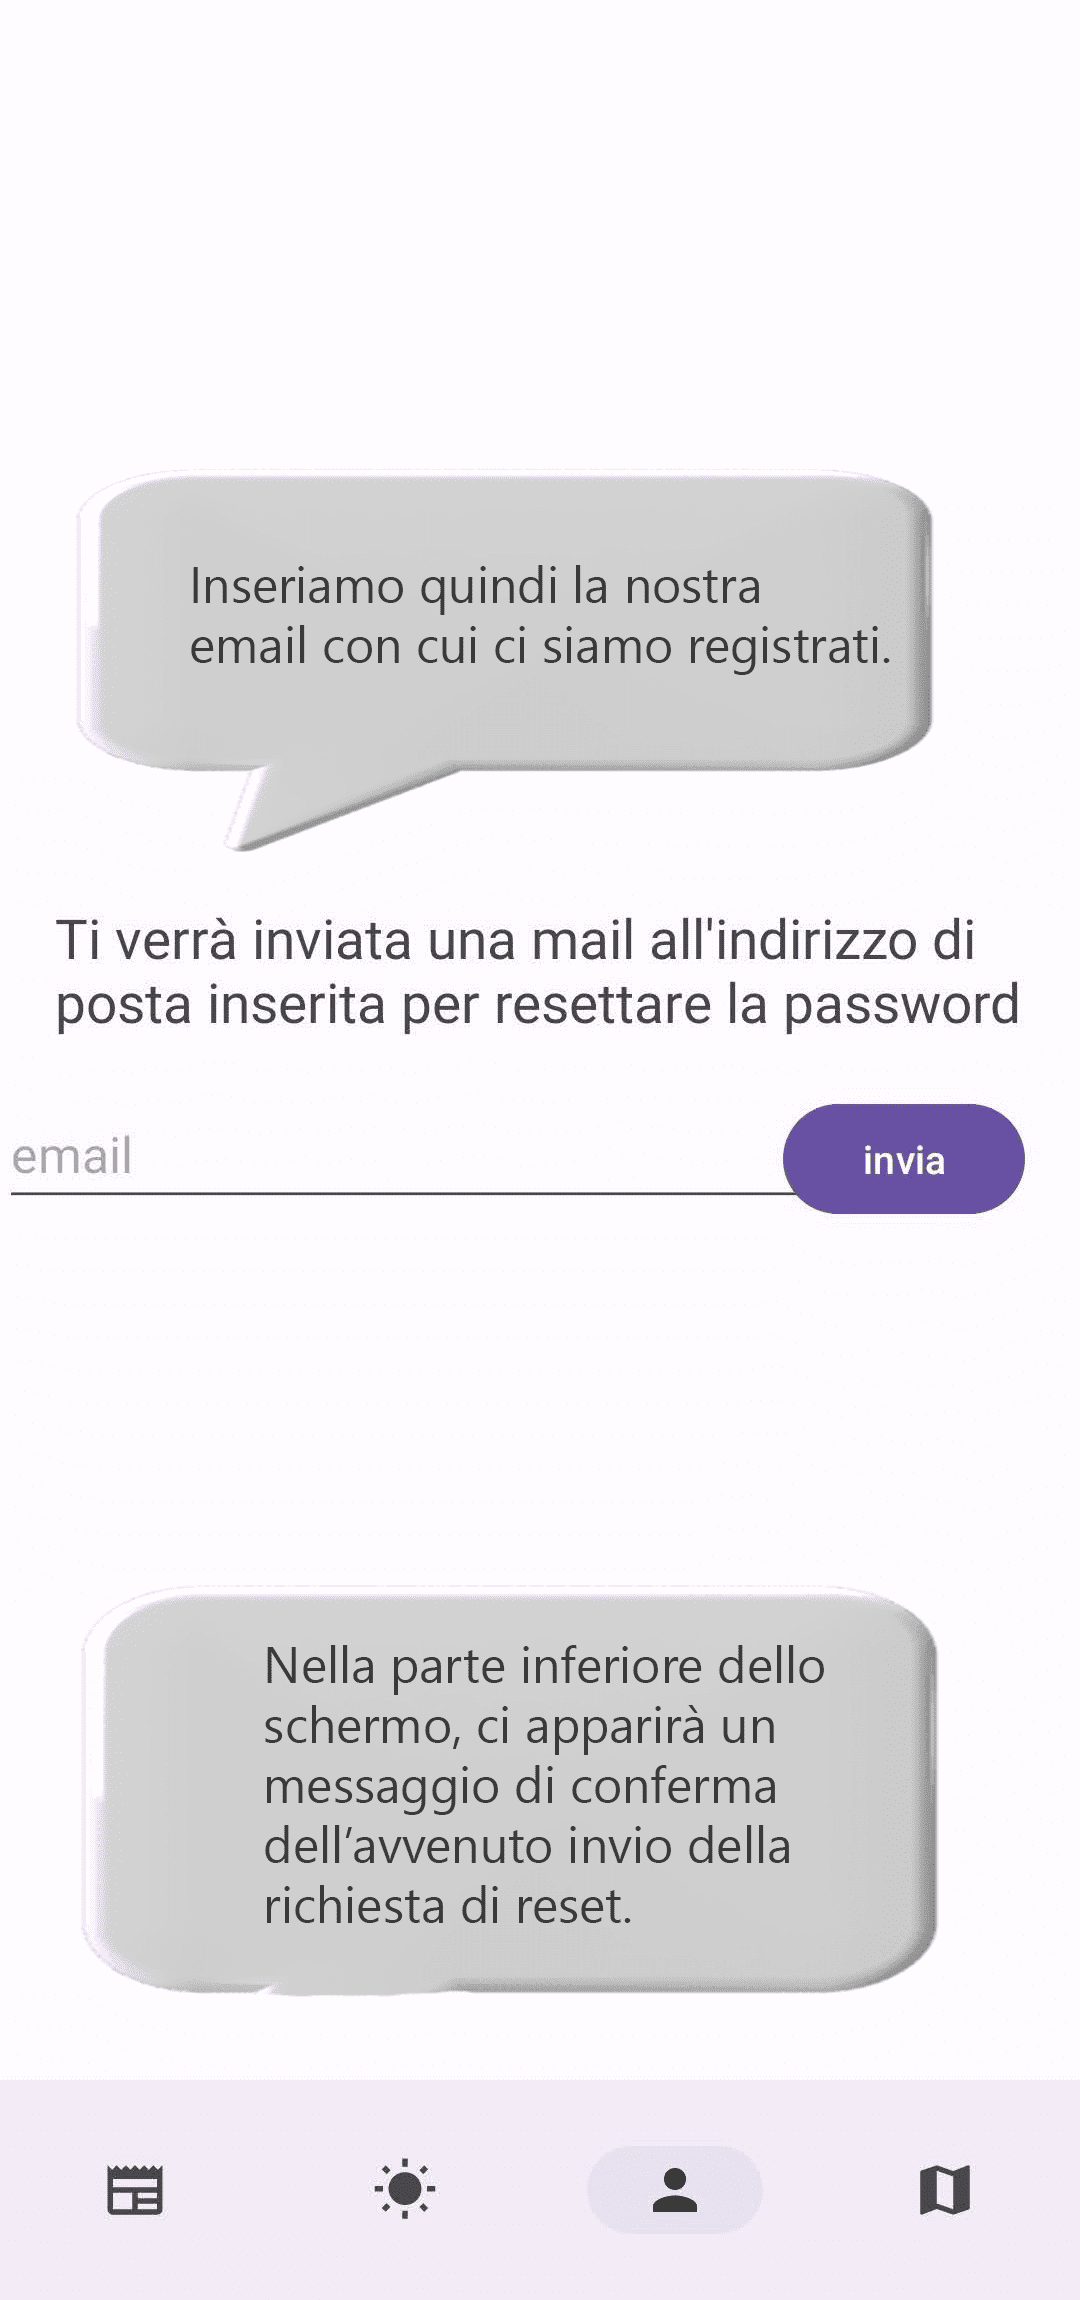 Inseriamo quindi la nostra
email con cui ci siamo registrati.
Ti verrà inviata una mail all'indirizzo di
posta inserita per resettare la password
email
invia
Nella parte inferiore dello
schermo, ci apparirà un
messaggio di conferma
dell’avvenuto invio della
richiesta di reset.